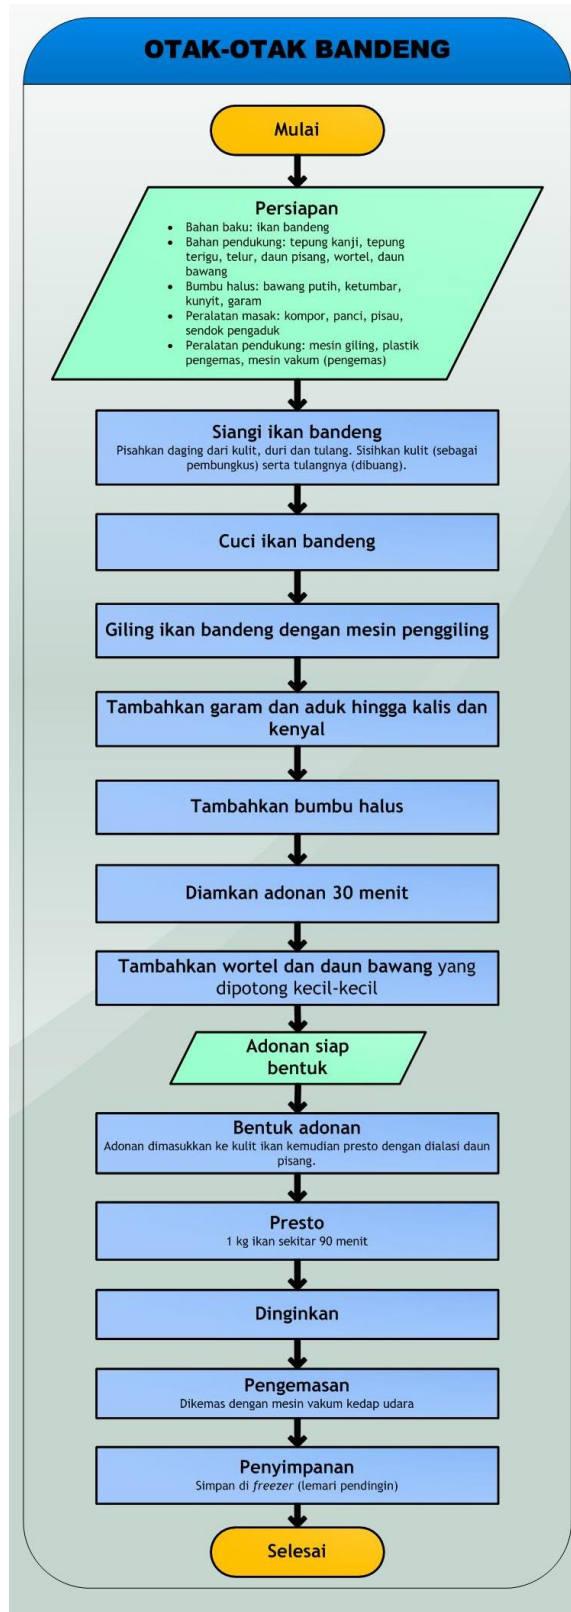 OTAK-OTAK BANDENG
Mulai
Persiapan
• Bahan baku: ikan bandeng
• Bahan pendukung: tepung kanji, tepung
terigu, telur, daun pisang, wortel, daun
bawang
• Bumbu halus: bawang putih, ketumbar,
kunyit, garam
• Peralatan masak: kompor, panci, pisau,
sendok pengaduk
• Peralatan pendukung: mesin giling, plastik
pengemas, mesin vakum (pengemas)
Siangi ikan bandeng
Pisahkan daging dari kulit, duri dan tulang. Sisihkan kulit (sebagai
pembungkus) serta tulangnya (dibuang).
Cuci ikan bandeng
Giling ikan bandeng dengan mesin penggiling
Tambahkan garam dan aduk hingga kalis dan
kenyal
Tambahkan bumbu halus
Diamkan adonan 30 menit
Tambahkan wortel dan daun bawang yang
dipotong kecil-kecil
Adonan siap
bentuk
Bentuk adonan
Adonan dimasukkan ke kulit ikan kemudian presto dengan dialasi daun
pisang.
Presto
1 kg ikan sekitar 90 menit
Dinginkan
Pengemasan
Dikemas dengan mesin vakum kedap udara
Penyimpanan
Simpan di freezer (lemari pendingin)
Selesai